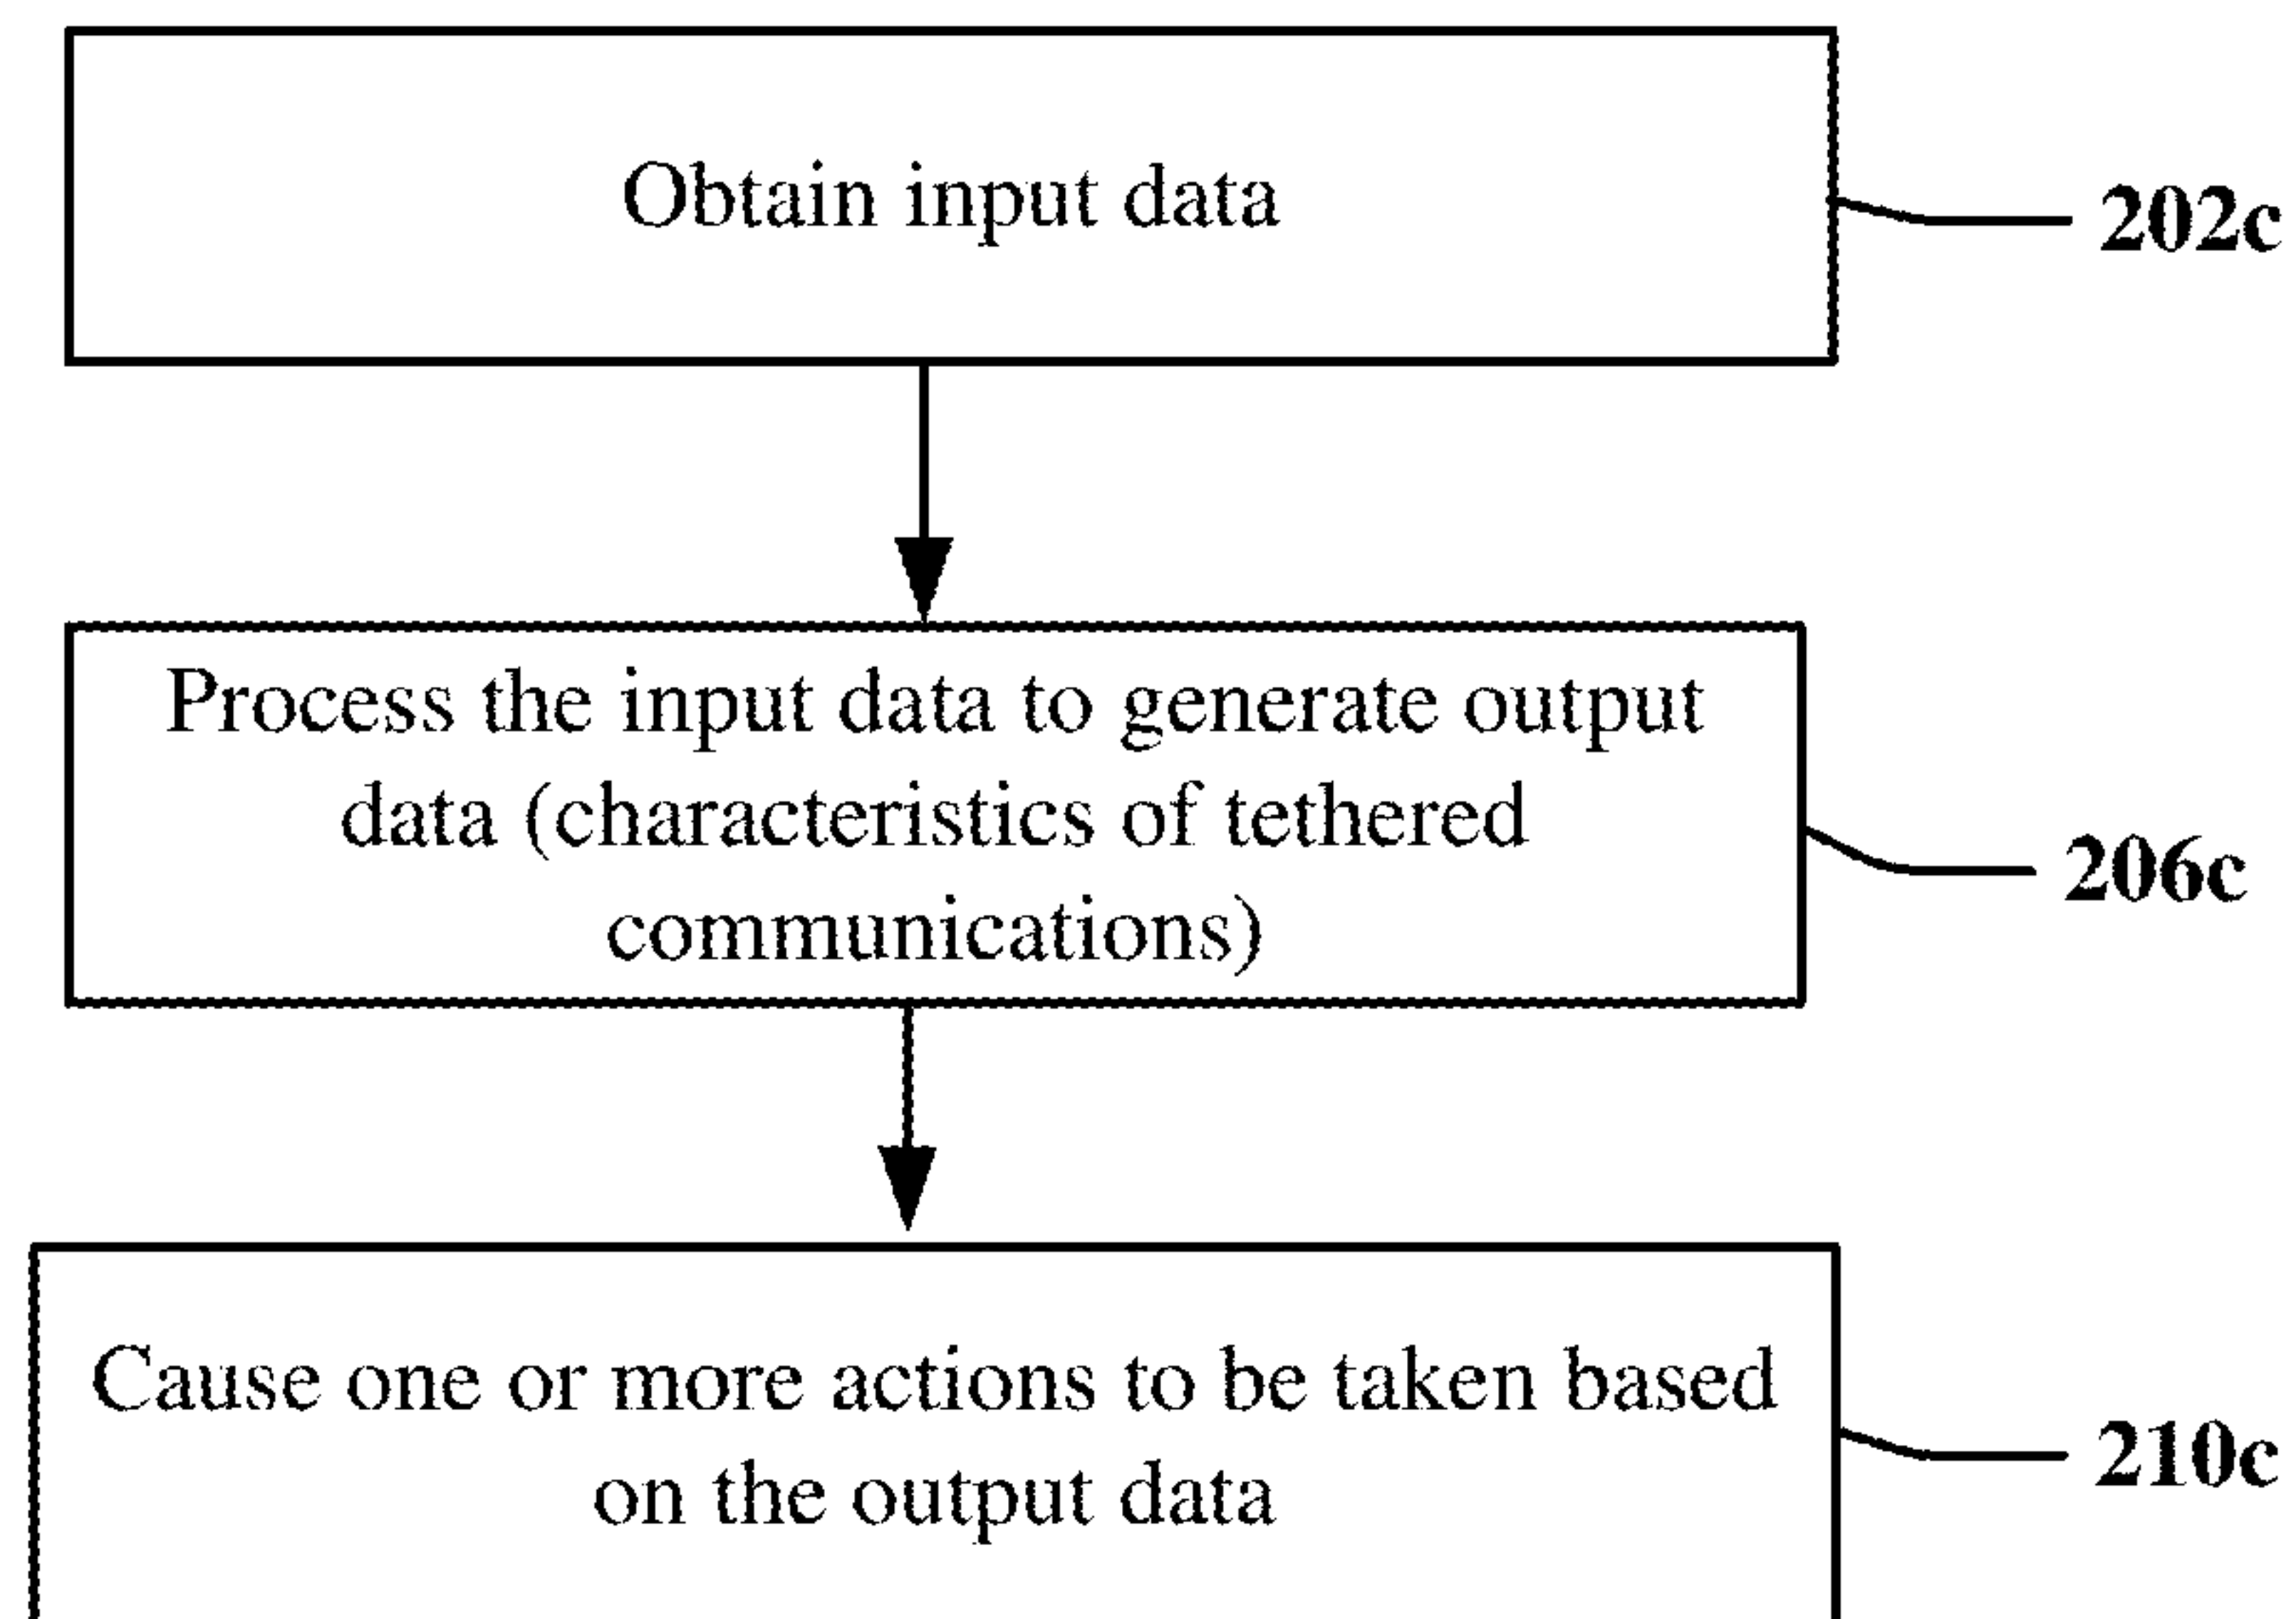 Obtain input data
202c
Process the input data to generate output
data (characteristics of tethered
communications)
206c
Cause one or more actions to be taken based
on the output data
210c